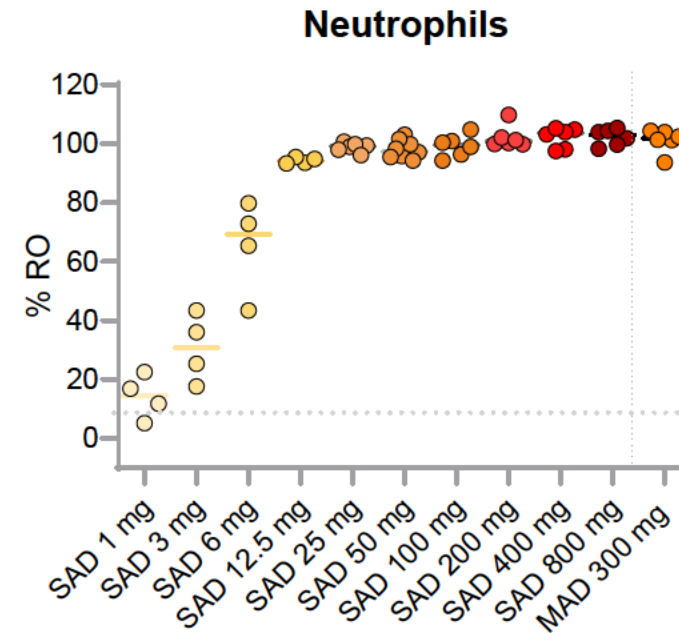 Neutrophils
% RO
120
100
80
60
40
20
0
SAD 1 mg
SAD 3 mg
SAD 6 mg
SAD 12.5 mg
SAD 25 mg
SAD 50 mg
SAD 100 mg
SAD 200 mg
SAD 400 mg
SAD 800 mg
MAD 300 mg